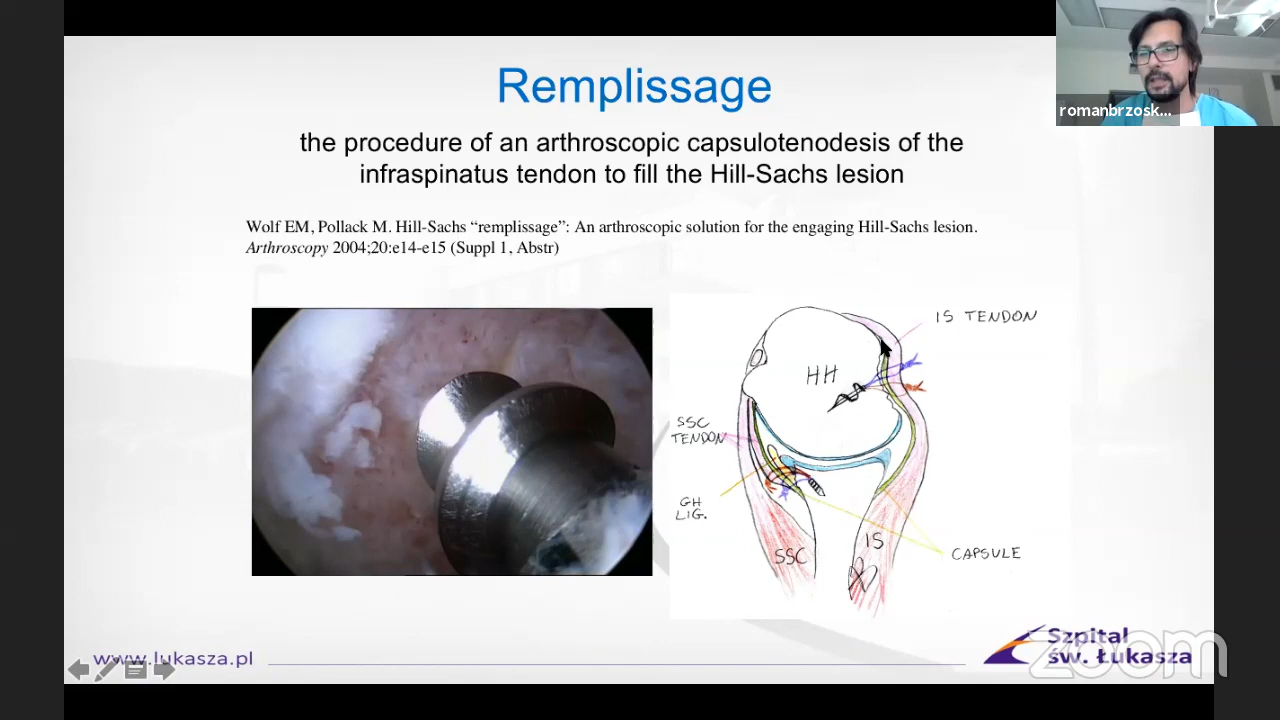 romanbrzosk...
Remplissage
the procedure of an arthroscopic capsulotenodesis of the
infraspinatus tendon to fill the Hill-Sachs lesion
Wolf EM, Pollack M. Hill-Sachs “remplissage”: An arthroscopic solution for the engaging Hill-Sachs lesion.
Arthroscopy 2004;20:e14-e15 (Suppl 1, Abstr)
IS TENDON
HH
SSC
TENDON
GH
LIG.
SSC
IS
CAPSULE
www.lukasza.pl
Szpital
św. Łukasza
zoom